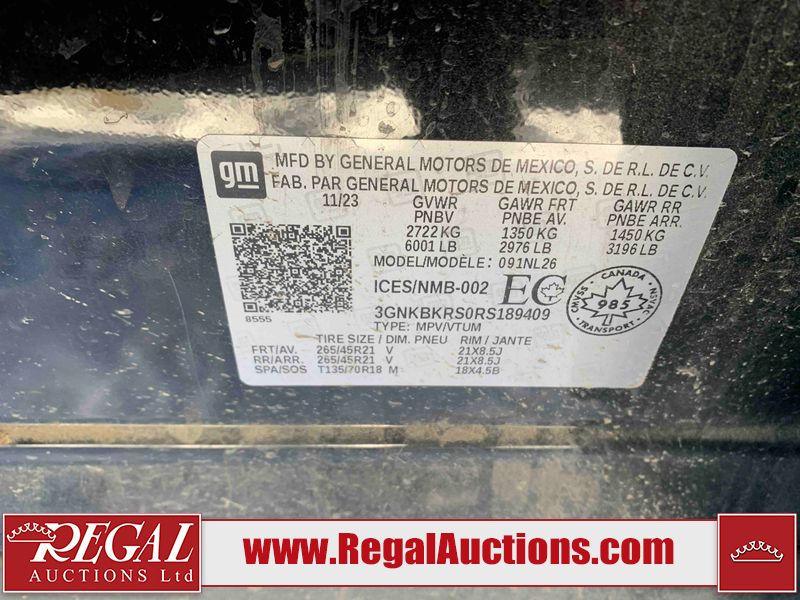 gm
MFD BY GENERAL MOTORS DE MEXICO, S. DE R.L. DE C.V.
FAB. PAR GENERAL MOTORS DE MEXICO, S. DE R.L. DE C.V.
11/23 GVWR GAWR FRT GAWR RR
PNBV PNBE AV. PNBE ARR.
2722 KG 1350 KG 1450 KG
6001 LB 2976 LB 3196 LB
MODEL/MODÈLE: 091NL26
ICES/NMB-002 EC
CANADA
985
TRANSPORT
3GNKBKRS0RS189409
8555
TYPE: MPV/VTUM
TIRE SIZE / DIM. PNEU RIM / JANTE
FRT/AV. 265/45R21 V 21X8.5J
RR/ARR. 265/45R21 V 21X8.5J
SPA/SOS T135/70R18 M 18X4.5B
REGAL
AUCTIONS Ltd
www.RegalAuctions.com